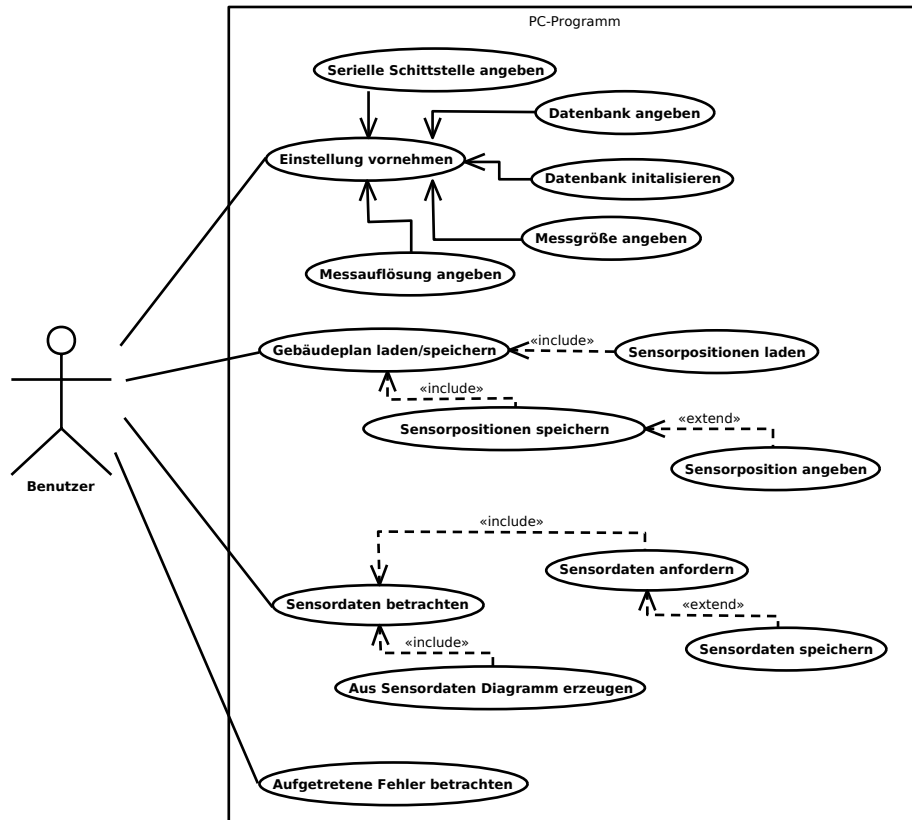 PC-Programm
Serielle Schittstelle angeben
Datenbank angeben
Einstellung vornehmen
Datenbank initalisieren
Messgröße angeben
Messauflösung angeben
Gebäudeplan laden/speichern
«include»
Sensorpositionen laden
«include»
Sensorpositionen speichern
«extend»
Sensorposition angeben
Benutzer
«include»
Sensordaten anfordern
Sensordaten betrachten
«extend»
«include»
Sensordaten speichern
Aus Sensordaten Diagramm erzeugen
Aufgetretene Fehler betrachten